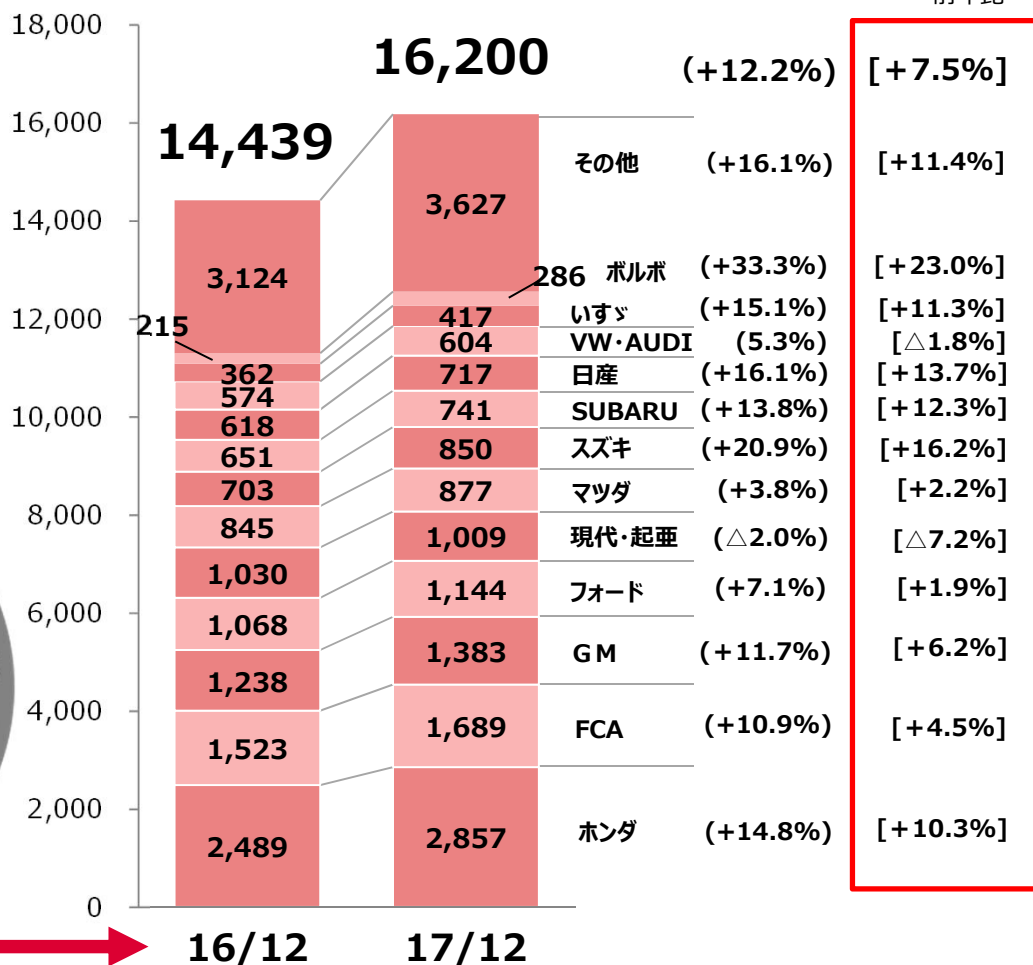 18,000
16,200 (+12.2%) [+7.5%]
16,000
14,439
その他 (+16.1%) [+11.4%]
3,627
14,000
3,124
286 ボルボ (+33.3%) [+23.0%]
12,000
215
417 いすゞ (+15.1%) [+11.3%]
362
604 VW・AUDI (5.3%) [△1.8%]
574
717 日産 (+16.1%) [+13.7%]
10,000
618
741 SUBARU (+13.8%) [+12.3%]
651
850 スズキ (+20.9%) [+16.2%]
703
877 マツダ (+3.8%) [+2.2%]
8,000
845
1,009 現代・起亜 (△2.0%) [△7.2%]
1,030
1,144 フォード (+7.1%) [+1.9%]
6,000
1,068
1,383 GM (+11.7%) [+6.2%]
1,238
4,000
1,689 FCA (+10.9%) [+4.5%]
1,523
2,000
2,857 ホンダ (+14.8%) [+10.3%]
2,489
0
16/12 17/12